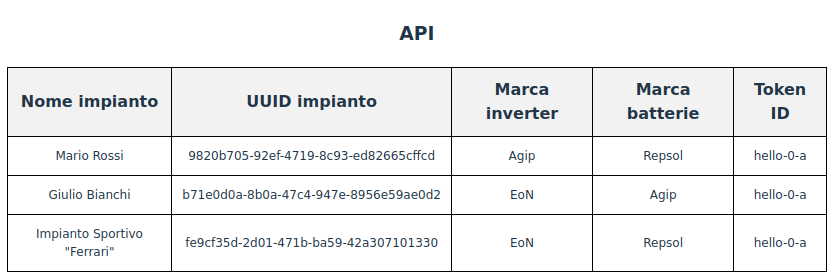 API
Nome impianto UUID impianto Marca inverter Marca batterie Token ID
Mario Rossi 9820b705-92ef-4719-8c93-ed82665cffcd Agip Repsol hello-0-a
Giulio Bianchi b71e0d0a-8b0a-47c4-947e-8956e59ae0d2 EoN Agip hello-0-a
Impianto Sportivo "Ferrari" fe9cf35d-2d01-471b-ba59-42a307101330 EoN Repsol hello-0-a